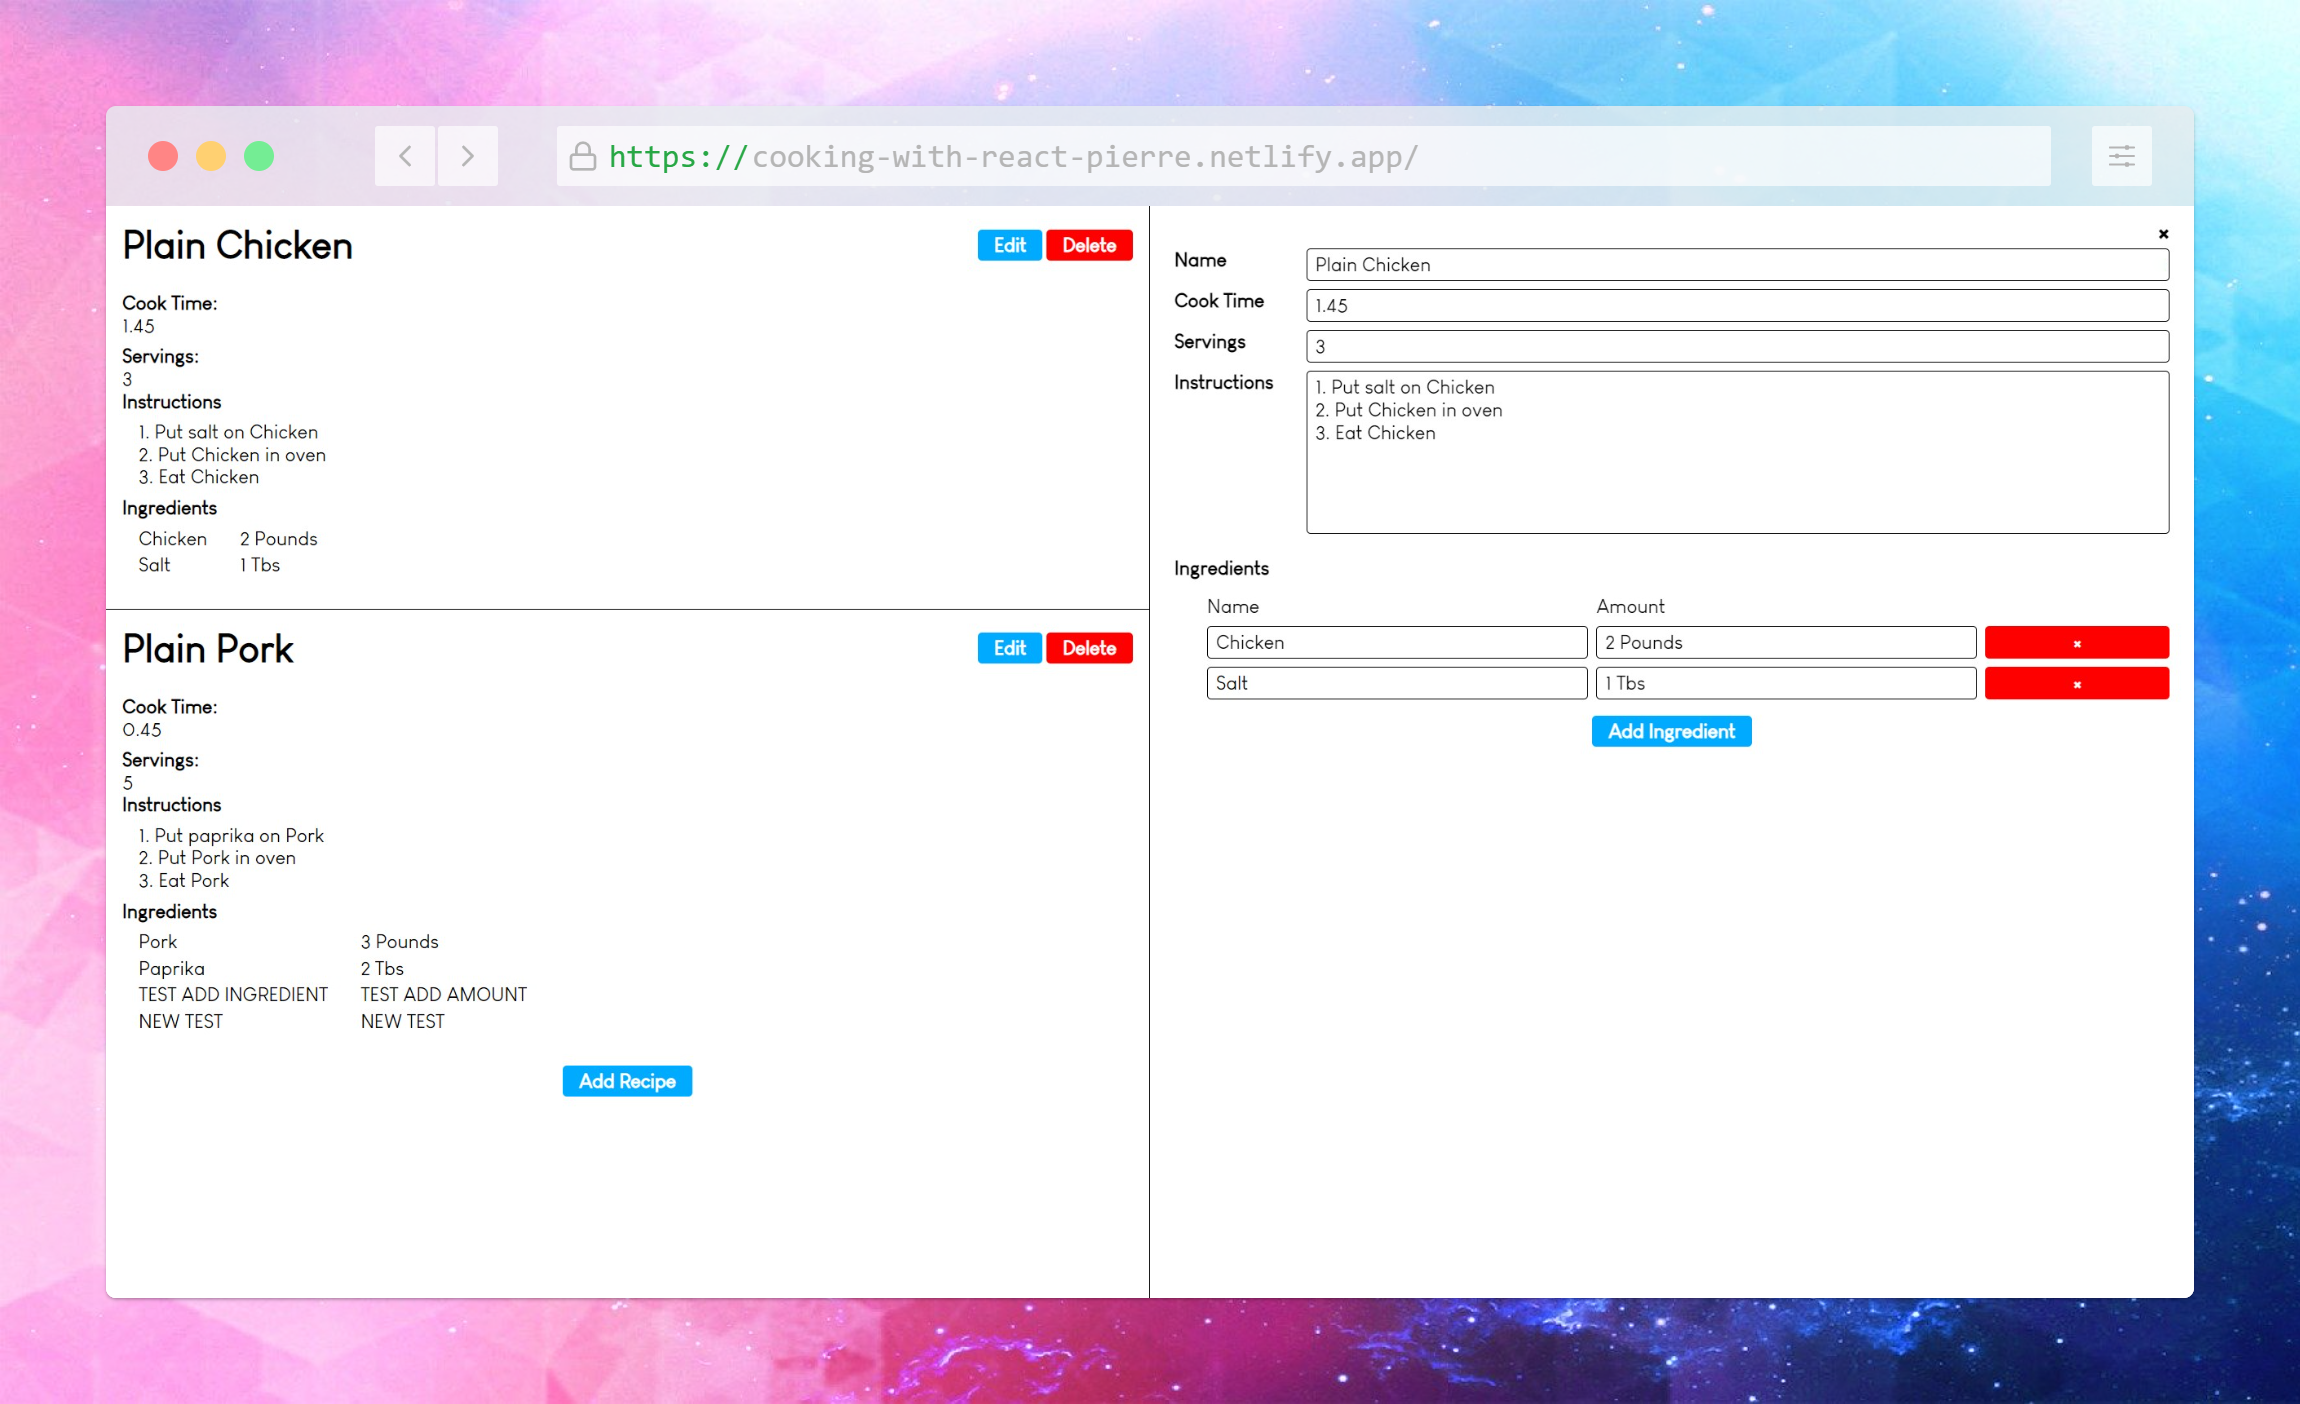 https://cooking-with-react-pierre.netlify.app/
Plain Chicken
Edit
Delete
Cook Time:
1.45
Servings:
3
Instructions
1. Put salt on Chicken
2. Put Chicken in oven
3. Eat Chicken
Ingredients
Chicken 2 Pounds
Salt 1 Tbs
Plain Pork
Edit
Delete
Cook Time:
0.45
Servings:
5
Instructions
1. Put paprika on Pork
2. Put Pork in oven
3. Eat Pork
Ingredients
Pork 3 Pounds
Paprika 2 Tbs
TEST ADD INGREDIENT TEST ADD AMOUNT
NEW TEST NEW TEST
Add Recipe
×
Name Plain Chicken
Cook Time 1.45
Servings 3
Instructions 1. Put salt on Chicken
2. Put Chicken in oven
3. Eat Chicken
Ingredients
Name Amount
Chicken 2 Pounds ×
Salt 1 Tbs ×
Add Ingredient